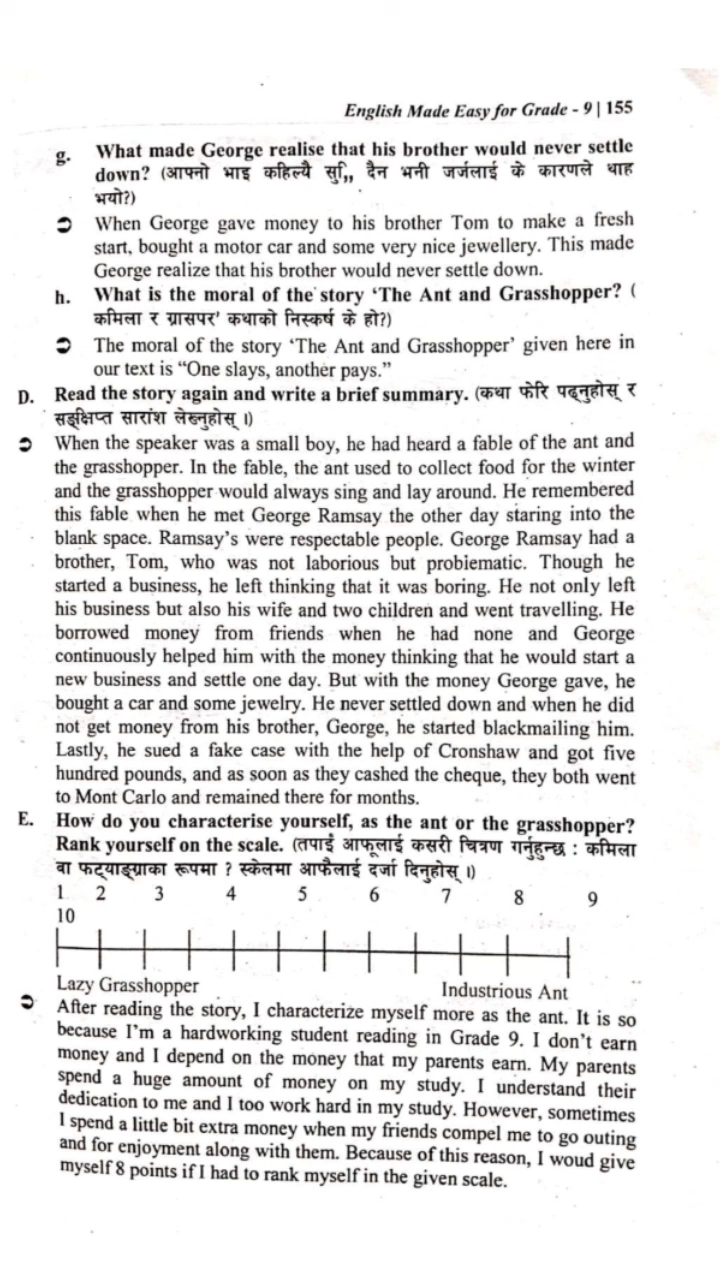 English Made Easy for Grade - 9 | 155
g. What made George realise that his brother would never settle
down? (आफ्नो भाइ कहिल्यै सुि,, दैन भनी जर्जलाई के कारणले थाह
भयो?)
➲ When George gave money to his brother Tom to make a fresh
start, bought a motor car and some very nice jewellery. This made
George realize that his brother would never settle down.
h. What is the moral of the story ‘The Ant and Grasshopper? (
कमिला र ग्रासपर’ कथाको निस्कर्ष के हो?)
➲ The moral of the story ‘The Ant and Grasshopper’ given here in
our text is “One slays, another pays.”
D. Read the story again and write a brief summary. (कथा फेरि पढ्नुहोस् र
सङ्क्षिप्त सारांश लेख्नुहोस् ।)
➲ When the speaker was a small boy, he had heard a fable of the ant and
the grasshopper. In the fable, the ant used to collect food for the winter
and the grasshopper would always sing and lay around. He remembered
this fable when he met George Ramsay the other day staring into the
blank space. Ramsay’s were respectable people. George Ramsay had a
brother, Tom, who was not laborious but probiematic. Though he
started a business, he left thinking that it was boring. He not only left
his business but also his wife and two children and went travelling. He
borrowed money from friends when he had none and George
continuously helped him with the money thinking that he would start a
new business and settle one day. But with the money George gave, he
bought a car and some jewelry. He never settled down and when he did
not get money from his brother, George, he started blackmailing him.
Lastly, he sued a fake case with the help of Cronshaw and got five
hundred pounds, and as soon as they cashed the cheque, they both went
to Mont Carlo and remained there for months.
E. How do you characterise yourself, as the ant or the grasshopper?
Rank yourself on the scale. (तपाईं आफूलाई कसरी चित्रण गर्नुहुन्छ : कमिला
वा फट्याङ्ग्राका रूपमा ? स्केलमा आफैलाई दर्जा दिनुहोस् ।)
1 2 3 4 5 6 7 8 9
10
Lazy Grasshopper Industrious Ant
➲ After reading the story, I characterize myself more as the ant. It is so
because I’m a hardworking student reading in Grade 9. I don’t earn
money and I depend on the money that my parents earn. My parents
spend a huge amount of money on my study. I understand their
dedication to me and I too work hard in my study. However, sometimes
I spend a little bit extra money when my friends compel me to go outing
and for enjoyment along with them. Because of this reason, I woud give
myself 8 points if I had to rank myself in the given scale.